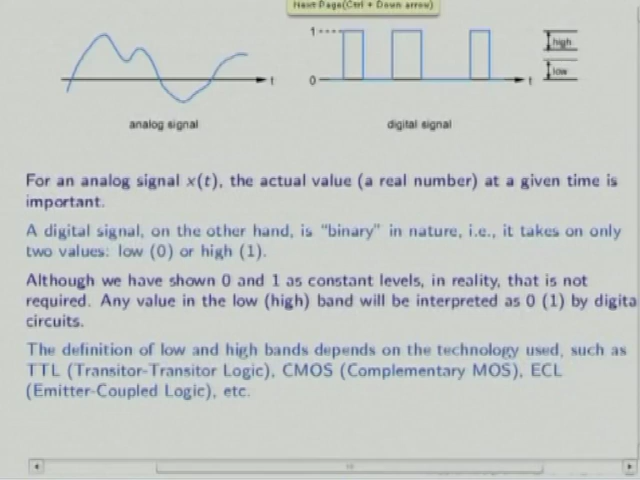 Next Page(Ctrl + Down arrow)
1
high
0
t
t
low
analog signal
digital signal
For an analog signal x(t), the actual value (a real number) at a given time is
important.
A digital signal, on the other hand, is "binary" in nature, i.e., it takes on only
two values: low (0) or high (1).
Although we have shown 0 and 1 as constant levels, in reality, that is not
required. Any value in the low (high) band will be interpreted as 0 (1) by digita
circuits.
The definition of low and high bands depends on the technology used, such as
TTL (Transitor-Transitor Logic), CMOS (Complementary MOS), ECL
(Emitter-Coupled Logic), etc.